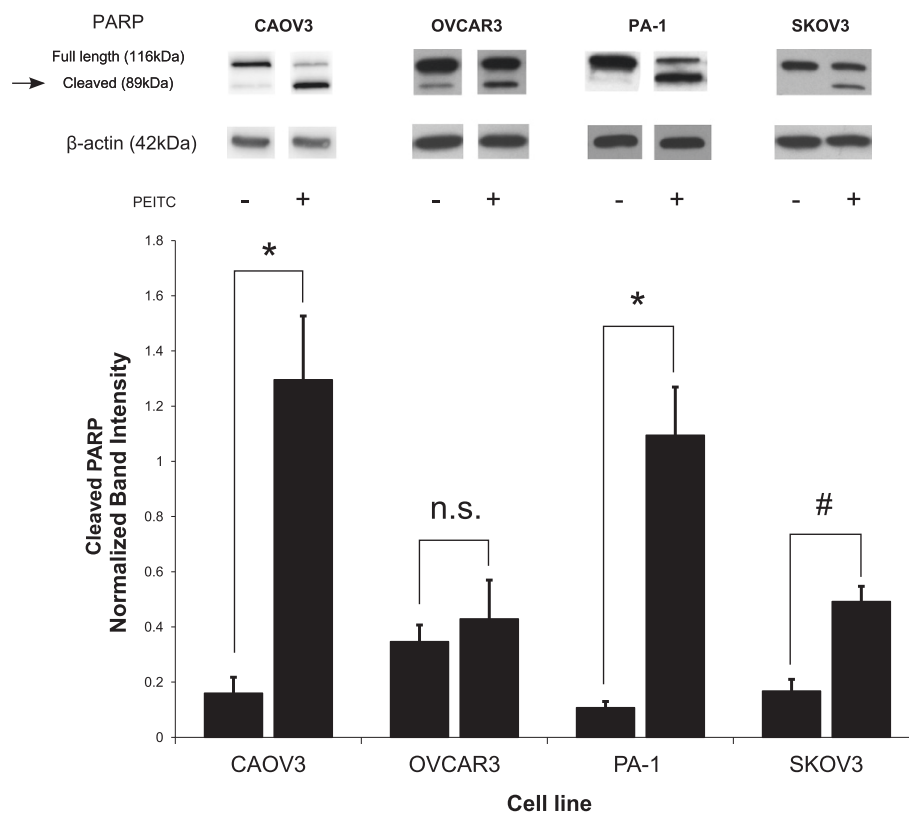 PARP
CAOV3 OVCAR3 PA-1 SKOV3
Full length (116kDa)
Cleaved (89kDa)
β-actin (42kDa)
PEITC - + - + - + - +
Cleaved PARP
Normalized Band Intensity
1.8
1.6
1.4
1.2
1
0.8
0.6
0.4
0.2
0
*
n.s.
*
#
CAOV3 OVCAR3 PA-1 SKOV3
Cell line